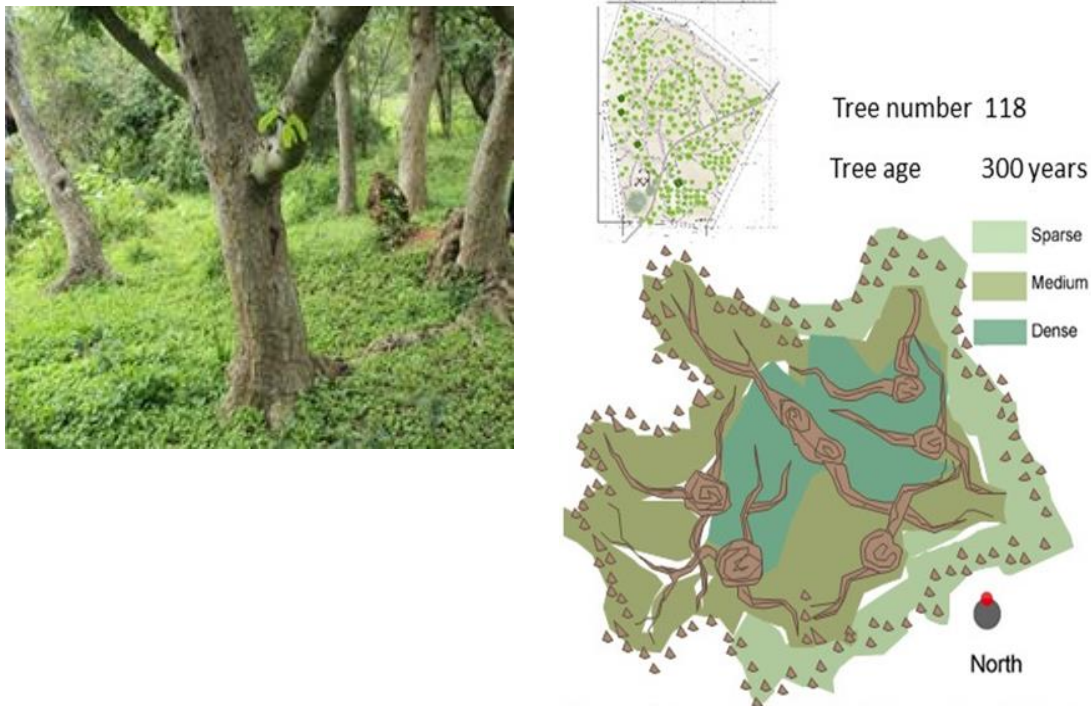 Tree number 118
Tree age 300 years
Sparse
Medium
Dense
North